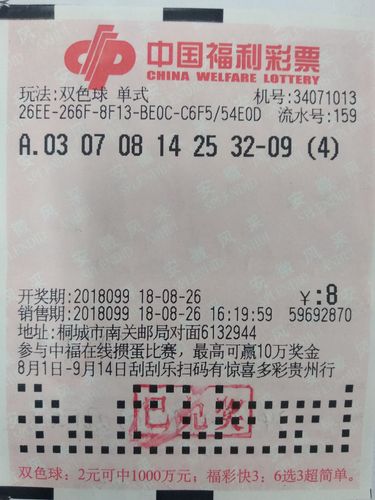 中国福利彩票
CHINA WELFARE LOTTERY
玩法:双色球 单式 机号:34071013
26EE-266F-8F13-BE0C-C6F5/54E0D 流水号:159
A.03 07 08 14 25 32-09 (4)
开奖期:2018099 18-08-26 ¥:8
销售期:2018099 18-08-26 16:19:59 59692870
地址:桐城市南关邮局对面6132944
参与中福在线掼蛋比赛，最高可赢10万奖金
8月1日-9月14日刮刮乐扫码有惊喜多彩贵州行
已兑奖
双色球：2元可中1000万元；福彩快3：6选3超简单。